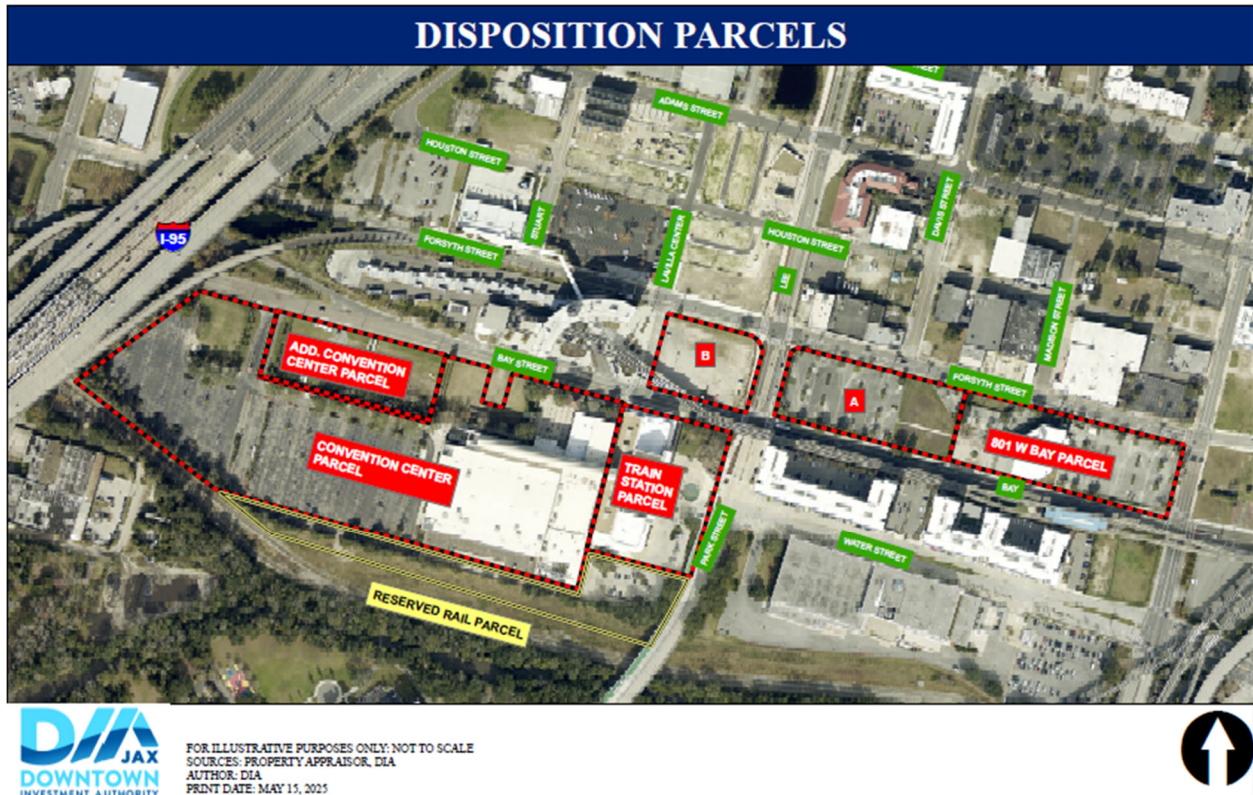 DISPOSITION PARCELS
STREET
ADAMS STREET
HOUSTON STREET
DAVIS STREET
STUART
LAVILLA CENTER
HOUSTON STREET
I-95
FORSYTH STREET
LEE
MADISON STREET
ADD. CONVENTION
CENTER PARCEL
BAY STREET
B
A
FORSYTH STREET
801 W BAY PARCEL
CONVENTION CENTER
PARCEL
TRAIN
STATION
PARCEL
BAY
PARK STREET
WATER STREET
RESERVED RAIL PARCEL
DIA
JAX
DOWNTOWN
INVESTMENT AUTHORITY
FOR ILLUSTRATIVE PURPOSES ONLY: NOT TO SCALE
SOURCES: PROPERTY APPRAISOR, DIA
AUTHOR: DIA
PRINT DATE: MAY 15, 2025